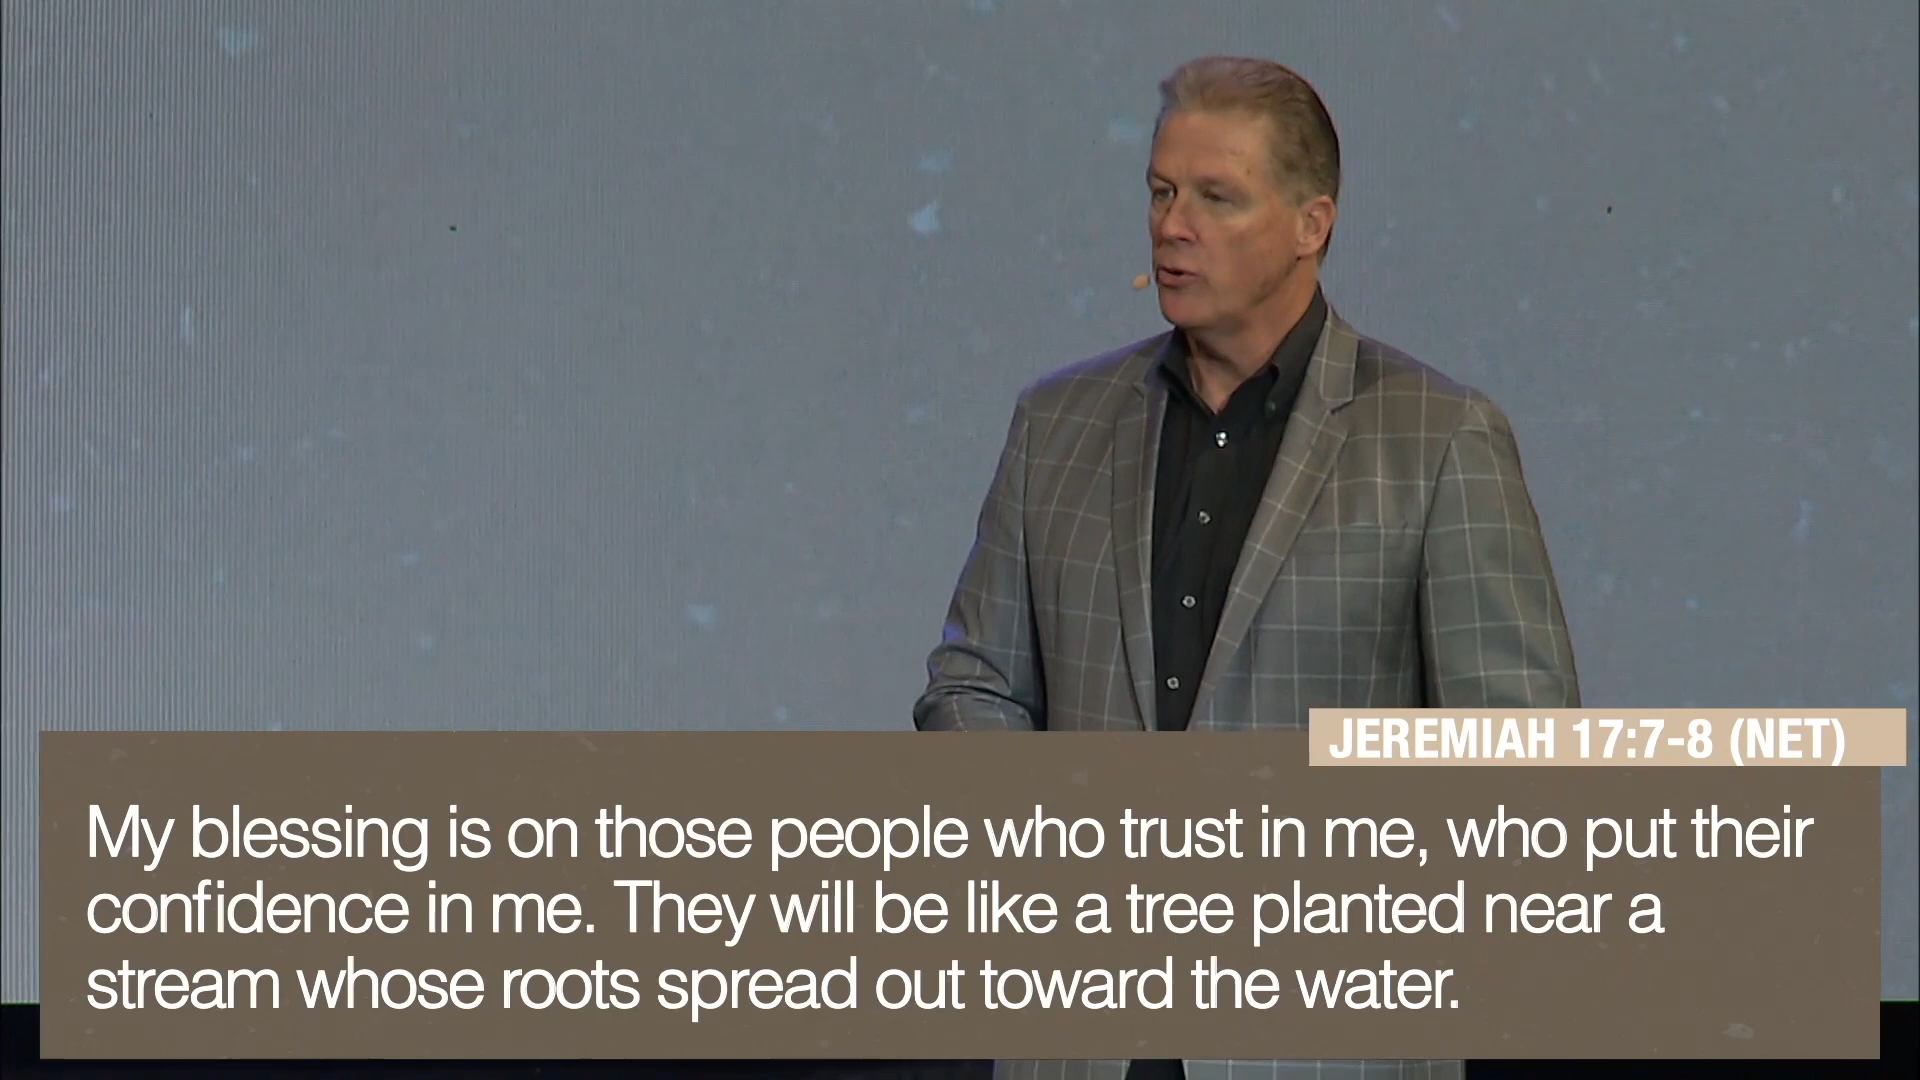 JEREMIAH 17:7-8 (NET)
My blessing is on those people who trust in me, who put their
confidence in me. They will be like a tree planted near a
stream whose roots spread out toward the water.